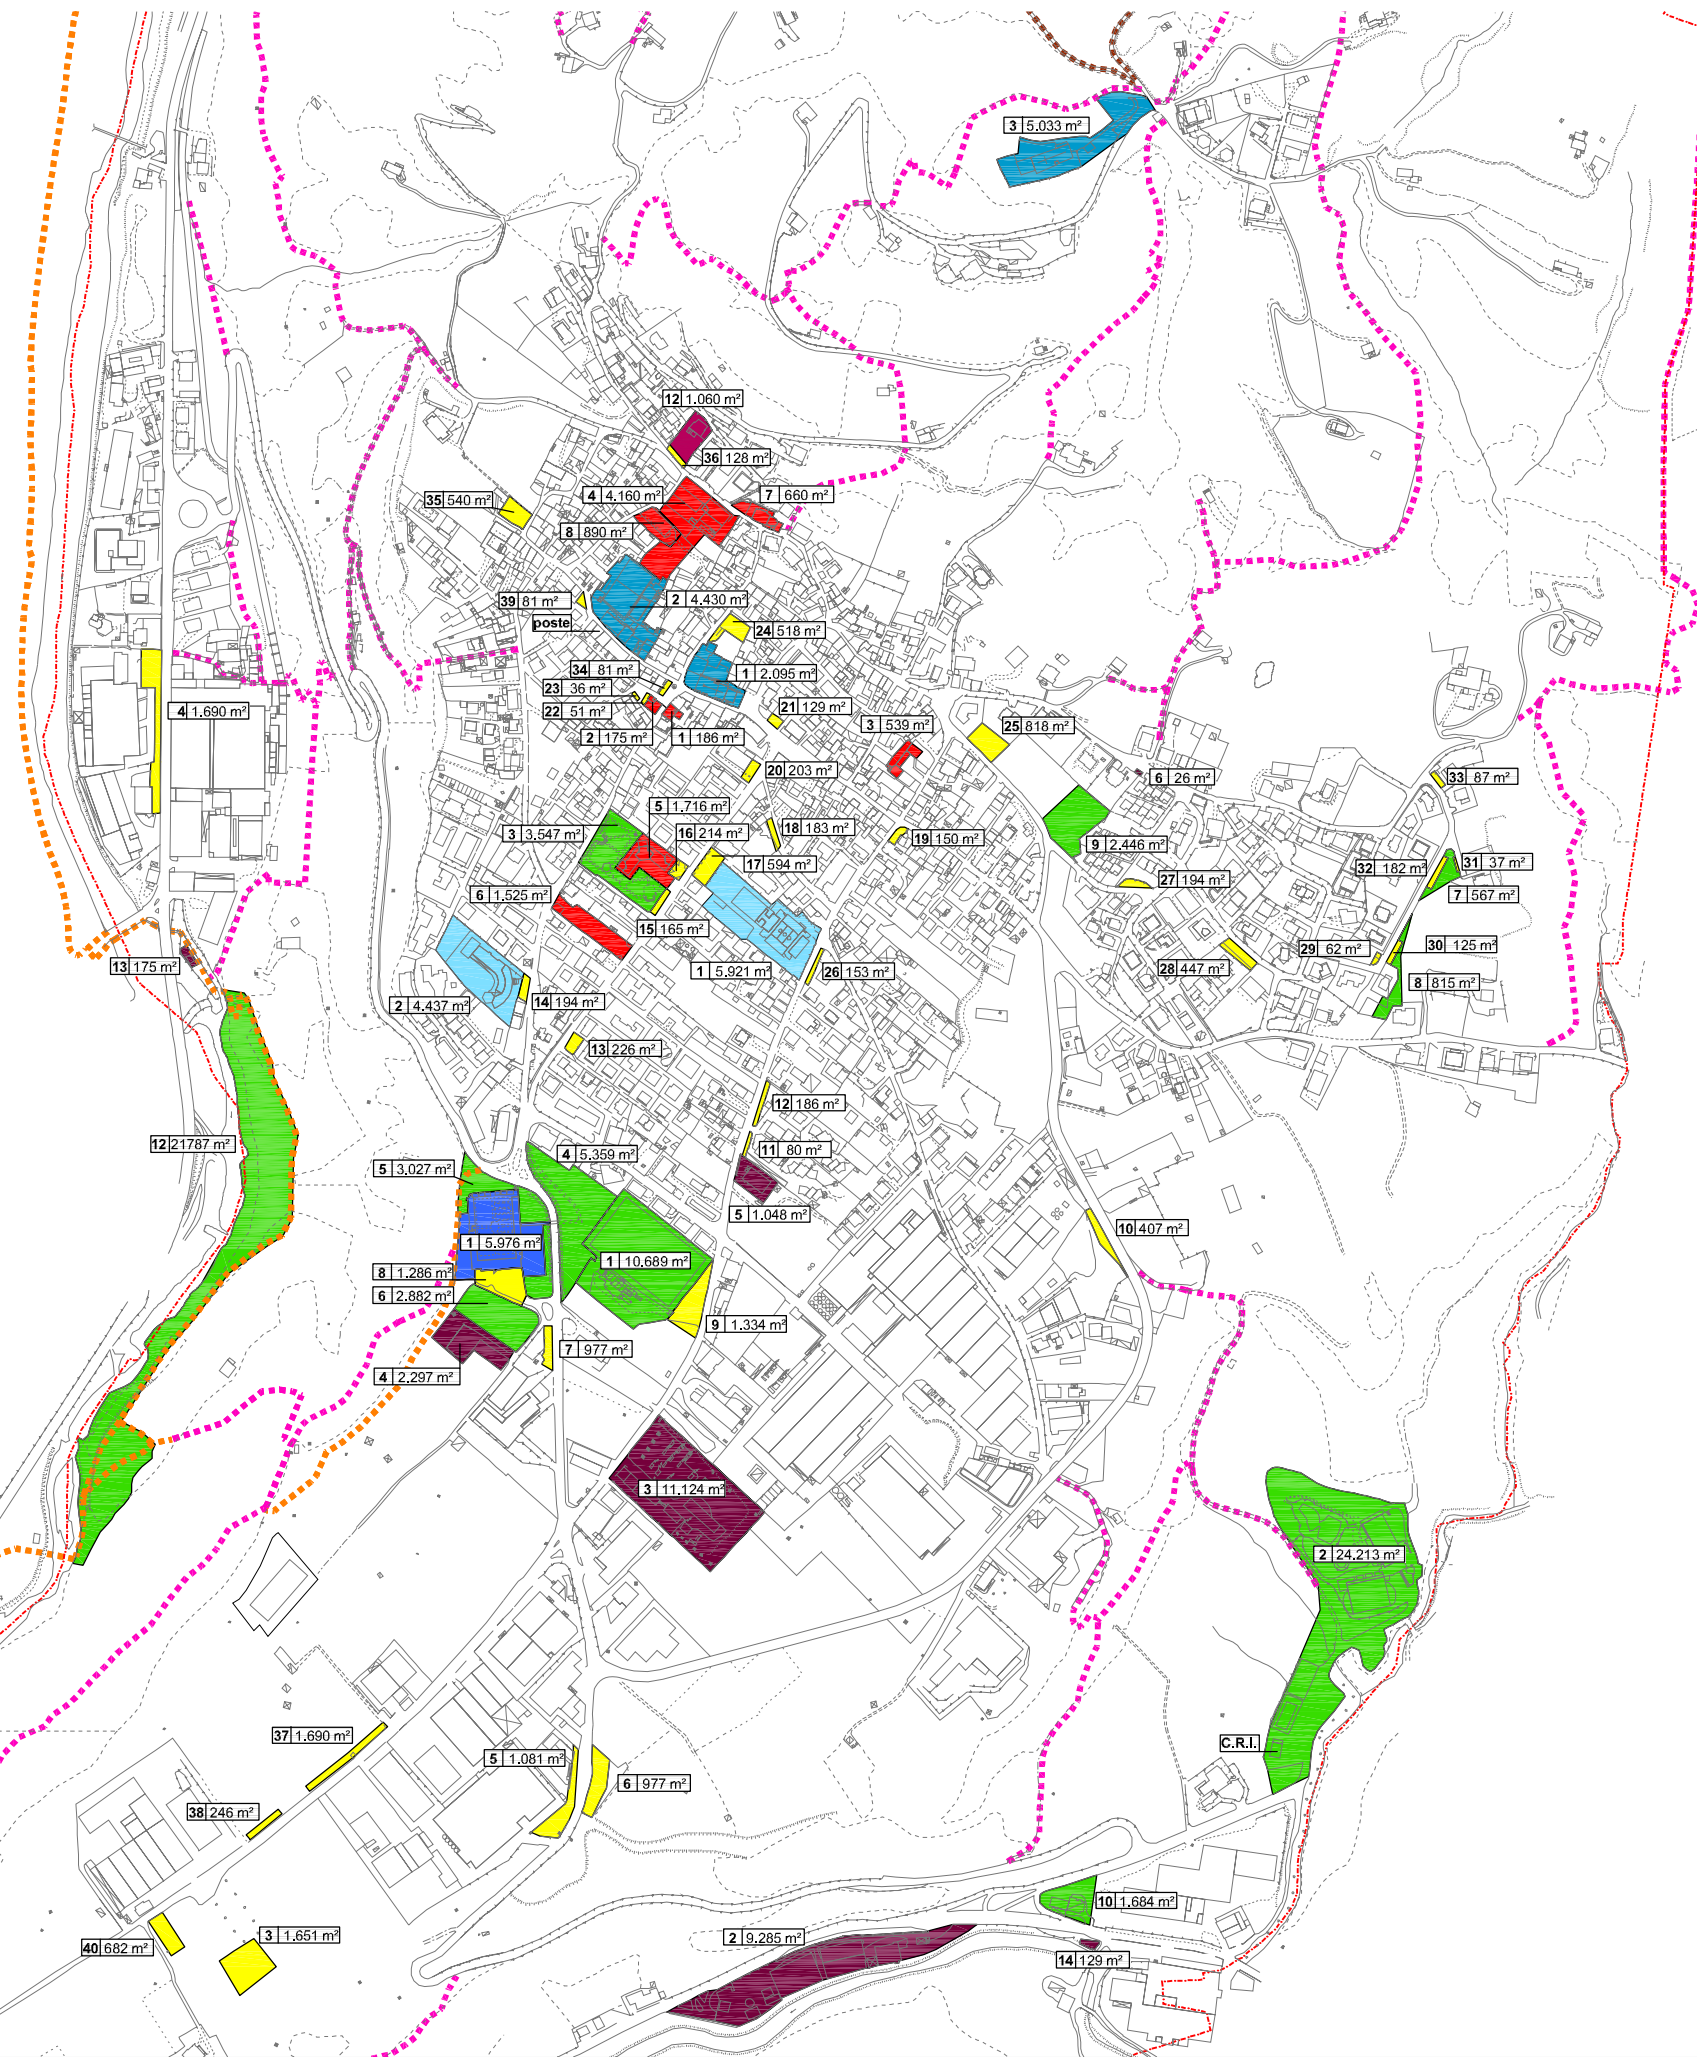 3 5.033 m²
12 1.060 m²
36 128 m²
35 540 m²
4 4.160 m²
7 660 m²
8 890 m²
39 81 m²
2 4.430 m²
poste
24 518 m²
34 81 m²
1 2.095 m²
23 36 m²
22 51 m²
21 129 m²
4 1.690 m²
2 175 m²
1 186 m²
3 539 m²
25 818 m²
20 203 m²
6 26 m²
33 87 m²
5 1.716 m²
3 3.547 m²
16 214 m²
18 183 m²
19 150 m²
9 2.446 m²
17 594 m²
32 182 m²
31 37 m²
27 194 m²
6 1.525 m²
7 567 m²
15 165 m²
29 62 m²
30 125 m²
13 175 m²
1 5.921 m²
26 153 m²
28 447 m²
8 815 m²
2 4.437 m²
14 194 m²
13 226 m²
12 186 m²
12 21787 m²
4 5.359 m²
11 80 m²
5 3.027 m²
5 1.048 m²
10 407 m²
1 5.976 m²
1 10.689 m²
8 1.286 m²
6 2.882 m²
9 1.334 m²
7 977 m²
4 2.297 m²
3 11.124 m²
2 24.213 m²
37 1.690 m²
C.R.I.
5 1.081 m²
6 977 m²
38 246 m²
10 1.684 m²
3 1.651 m²
2 9.285 m²
40 682 m²
14 129 m²